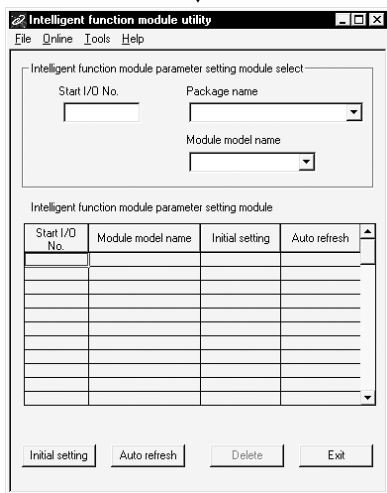 Intelligent function module utility
File Online Tools Help
Intelligent function module parameter setting module select
Start I/O No. Package name
Module model name
Intelligent function module parameter setting module
Start I/O No. Module model name Initial setting Auto refresh
Initial setting Auto refresh Delete Exit